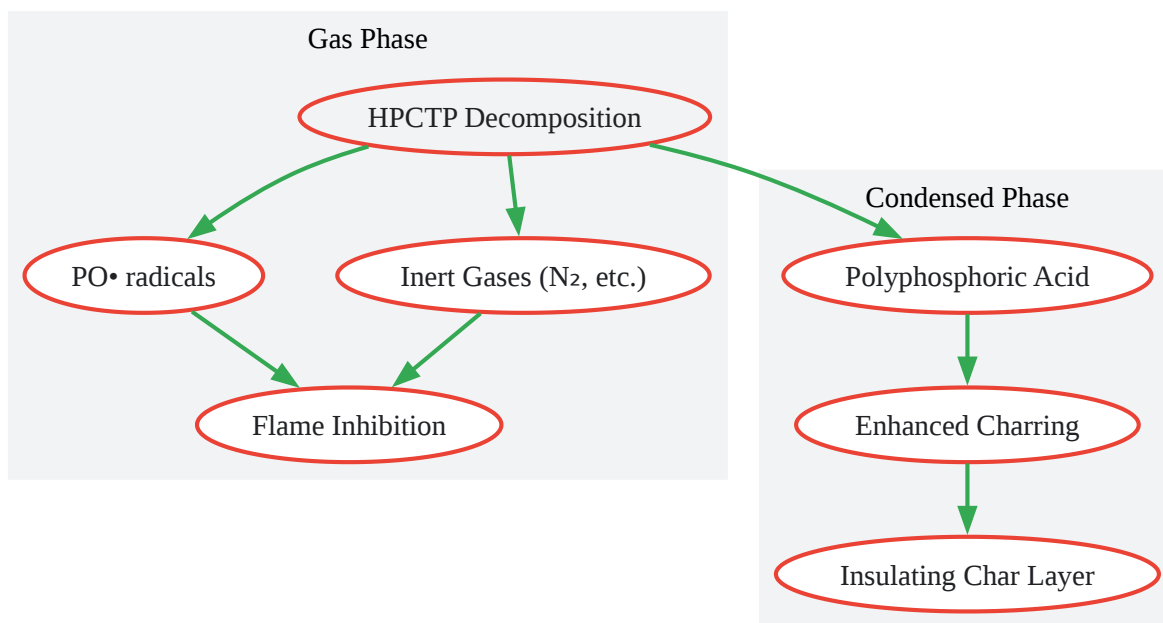 Gas Phase
HPCTP Decomposition
Condensed Phase
PO• radicals
Inert Gases (N₂, etc.)
Polyphosphoric Acid
Flame Inhibition
Enhanced Charring
Insulating Char Layer